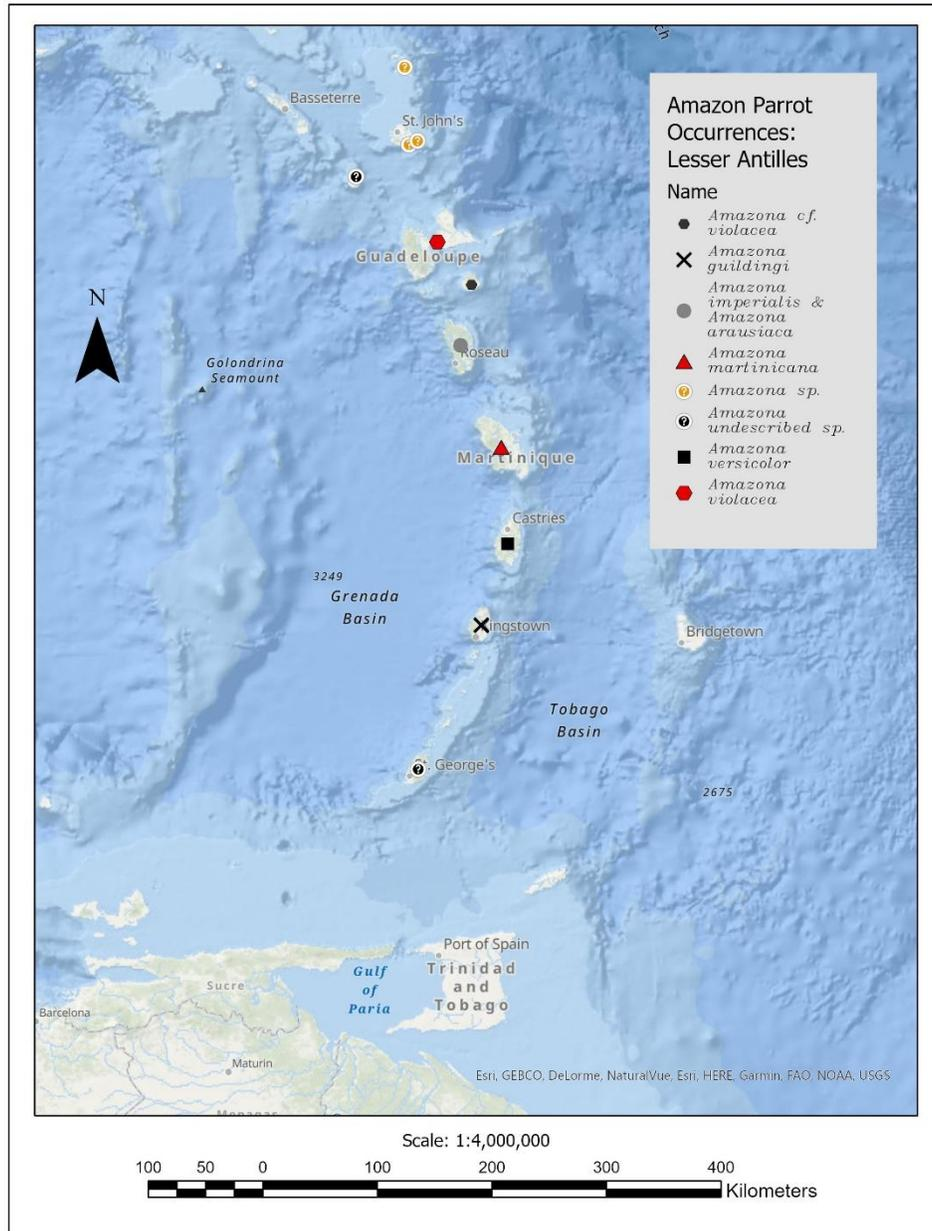 ch
Basseterre
St. John's
Guadeloupe
N
Golondrina
Seamount
Roseau
Martinique
Castries
3249
Grenada
Basin
ingstown
Bridgetown
Tobago
Basin
St. George's
2675
Port of Spain
Trinidad
and
Tobago
Gulf
of
Paria
Sucre
Barcelona
Maturin
Monagas
Amazon Parrot
Occurrences:
Lesser Antilles
Name
Amazona cf.
violacea
Amazona
guildingi
Amazona
imperialis &
Amazona
arausiaca
Amazona
martinicana
? Amazona sp.
? Amazona
undescribed sp.
Amazona
versicolor
Amazona
violacea
Esri, GEBCO, DeLorme, NaturalVue, Esri, HERE, Garmin, FAO, NOAA, USGS
Scale: 1:4,000,000
100 50 0 100 200 300 400
Kilometers